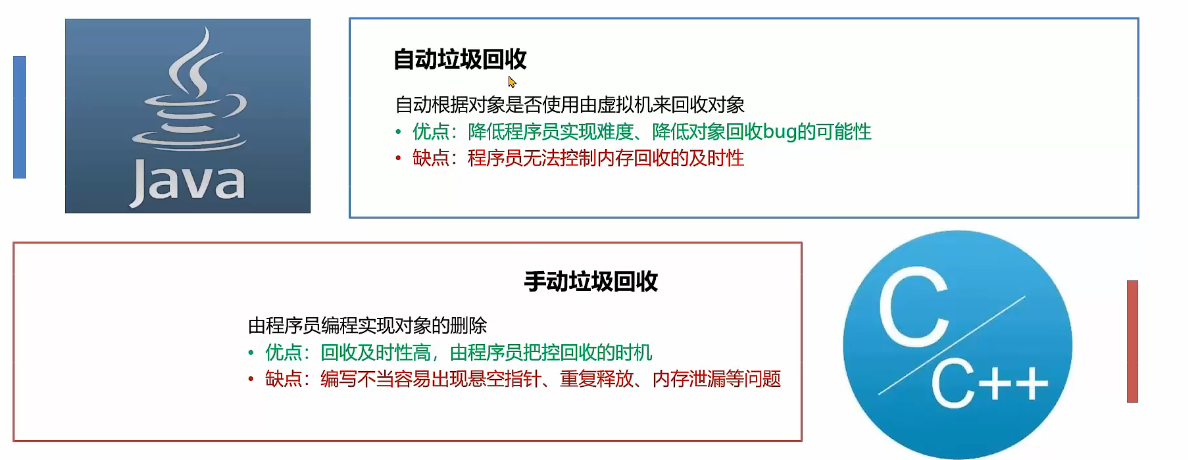 Java
自动垃圾回收
自动根据对象是否使用由虚拟机来回收对象
• 优点：降低程序员实现难度、降低对象回收bug的可能性
• 缺点：程序员无法控制内存回收的及时性
手动垃圾回收
由程序员编程实现对象的删除
• 优点：回收及时性高，由程序员把控回收的时机
• 缺点：编写不当容易出现悬空指针、重复释放、内存泄漏等问题
C
C++